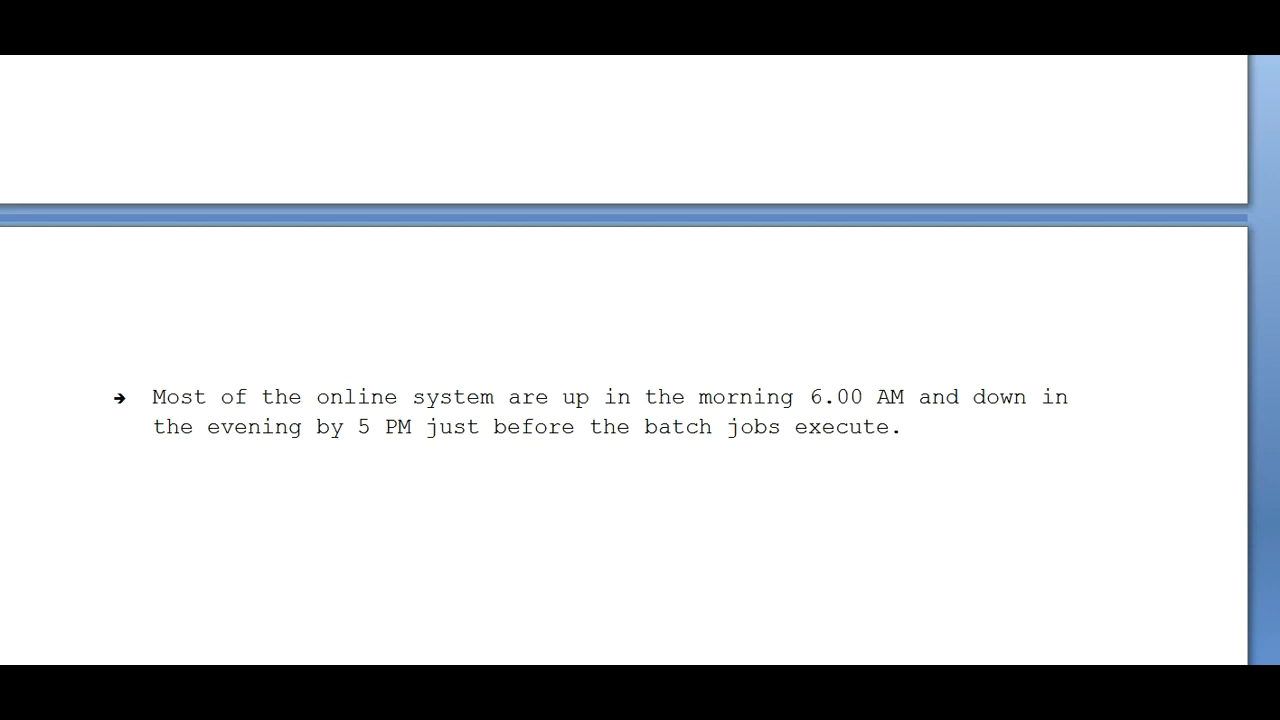 ➔ Most of the online system are up in the morning 6.00 AM and down in
the evening by 5 PM just before the batch jobs execute.